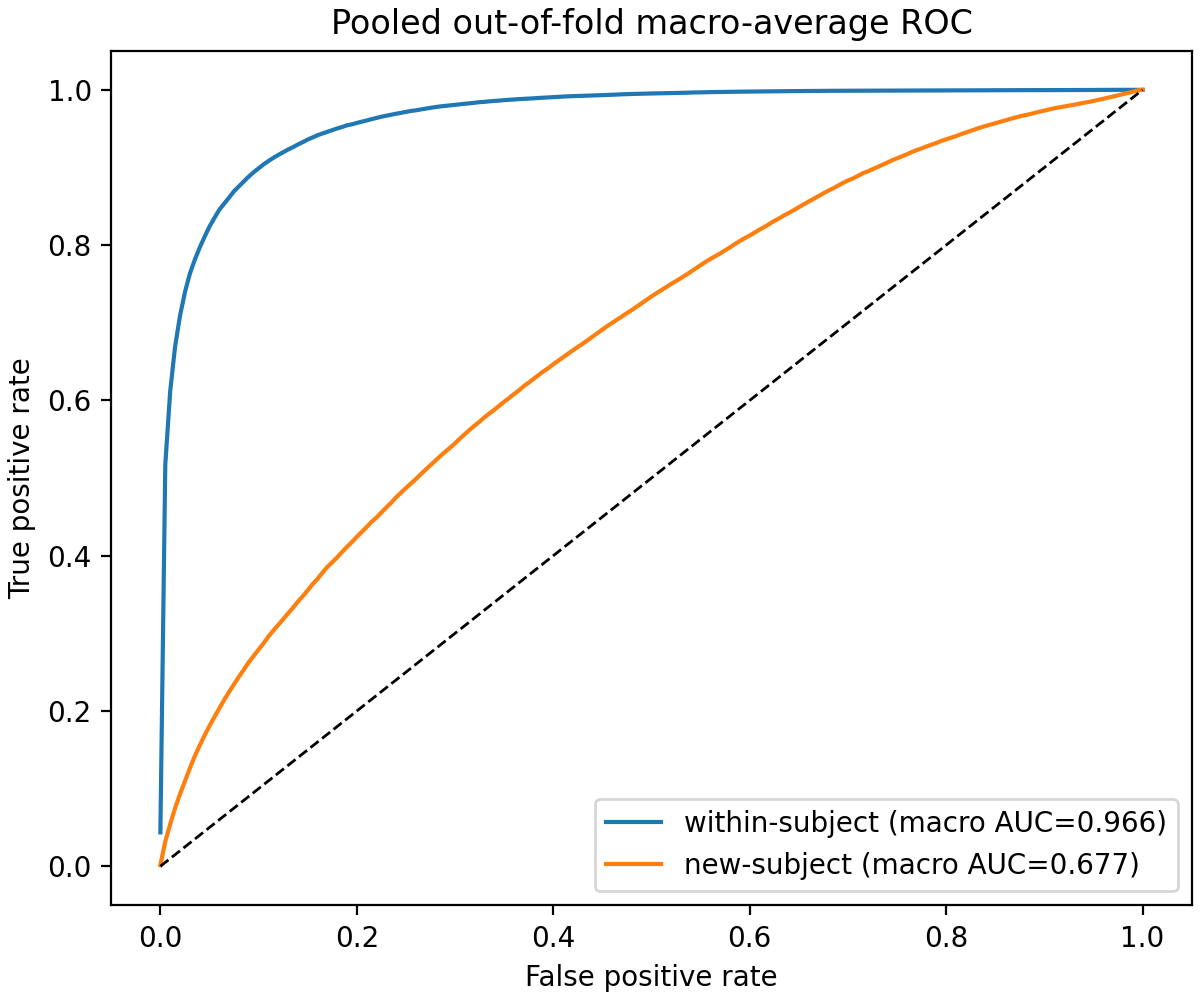 Pooled out-of-fold macro-average ROC
1.0
0.8
0.6
0.4
0.2
0.0
True positive rate
within-subject (macro AUC=0.966)
new-subject (macro AUC=0.677)
0.0 0.2 0.4 0.6 0.8 1.0
False positive rate